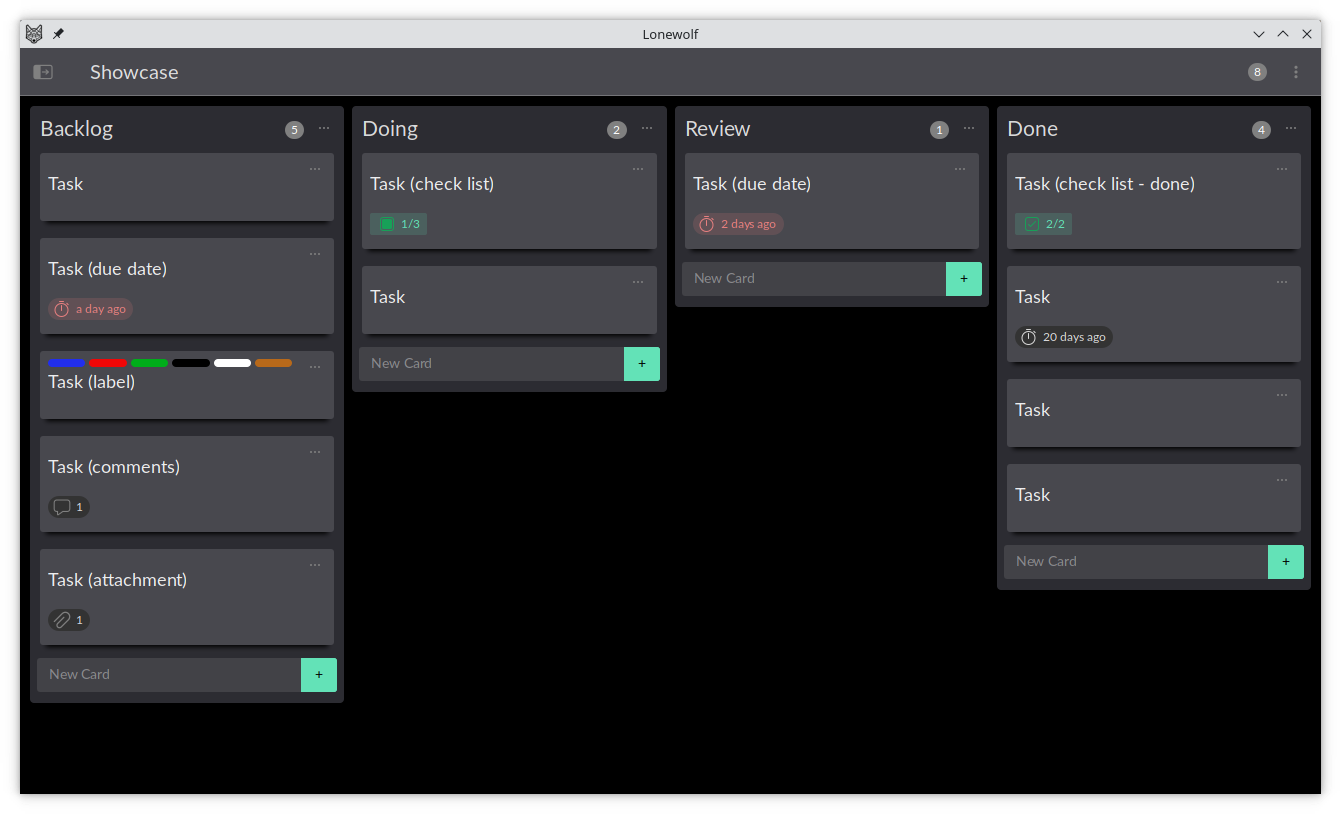 Lonewolf
Showcase
8
Backlog
5
Task
Task (due date)
a day ago
Task (label)
Task (comments)
1
Task (attachment)
1
New Card
+
Doing
2
Task (check list)
1/3
Task
New Card
+
Review
1
Task (due date)
2 days ago
New Card
+
Done
4
Task (check list - done)
2/2
Task
20 days ago
Task
Task
New Card
+